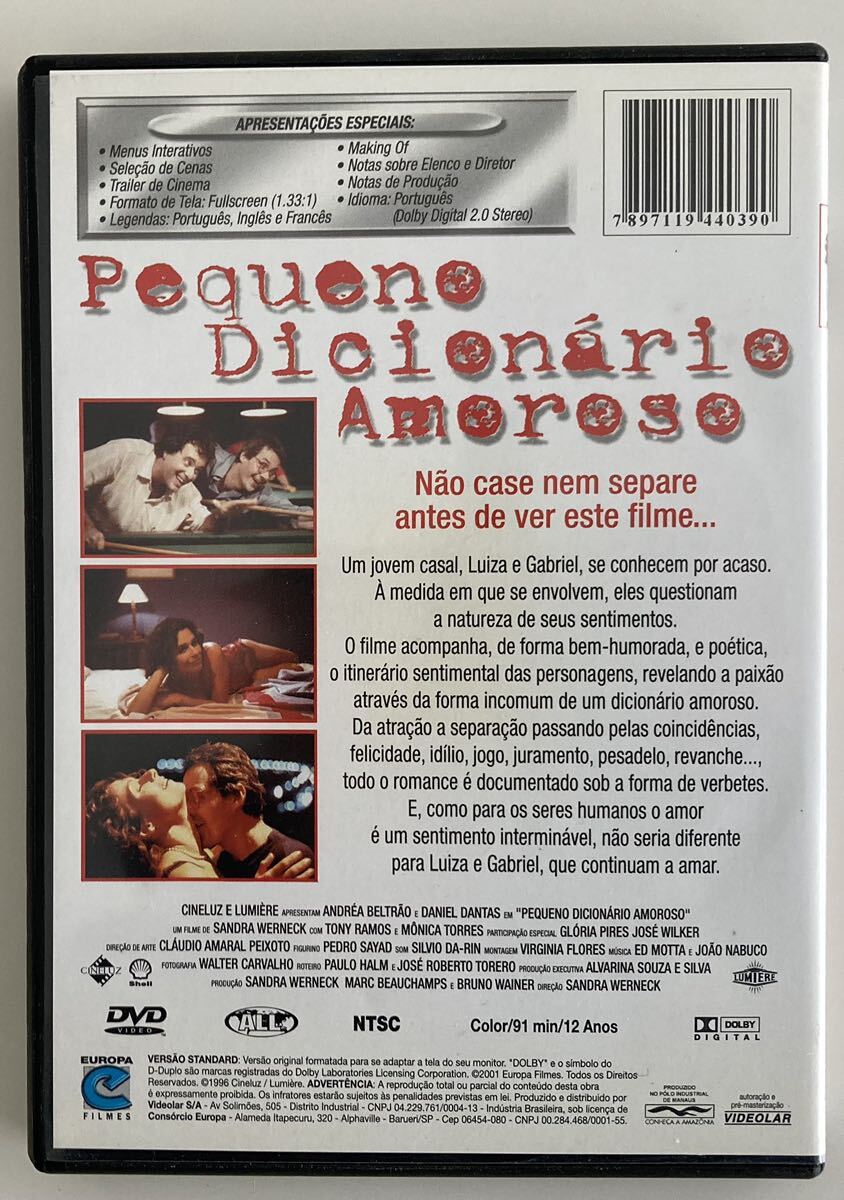 APRESENTAÇÕES ESPECIAIS:
• Menus Interativos
• Seleção de Cenas
• Trailer de Cinema
• Formato de Tela: Fullscreen (1.33:1)
• Legendas: Português, Inglês e Francês
• Making Of
• Notas sobre Elenco e Diretor
• Notas de Produção
• Idioma: Português
(Dolby Digital 2.0 Stereo)
7 897119 440390
Pequeno
Dicionário
Amoroso
Não case nem separe
antes de ver este filme...
Um jovem casal, Luiza e Gabriel, se conhecem por acaso.
À medida em que se envolvem, eles questionam
a natureza de seus sentimentos.
O filme acompanha, de forma bem-humorada, e poética,
o itinerário sentimental das personagens, revelando a paixão
através da forma incomum de um dicionário amoroso.
Da atração a separação passando pelas coincidências,
felicidade, idílio, jogo, juramento, pesadelo, revanche...,
todo o romance é documentado sob a forma de verbetes.
E, como para os seres humanos o amor
é um sentimento interminável, não seria diferente
para Luiza e Gabriel, que continuam a amar.
CINELUZ E LUMIÈRE APRESENTAM ANDRÉA BELTRÃO E DANIEL DANTAS EM "PEQUENO DICIONÁRIO AMOROSO"
UM FILME DE SANDRA WERNECK COM TONY RAMOS E MÔNICA TORRES PARTICIPAÇÃO ESPECIAL GLÓRIA PIRES JOSÉ WILKER
DIREÇÃO DE ARTE CLÁUDIO AMARAL PEIXOTO FIGURINO PEDRO SAYAD SOM SILVIO DA-RIN MONTAGEM VIRGINIA FLORES MÚSICA ED MOTTA E JOÃO NABUCO
FOTOGRAFIA WALTER CARVALHO ROTEIRO PAULO HALM E JOSÉ ROBERTO TORERO PRODUÇÃO EXECUTIVA ALVARINA SOUZA E SILVA
PRODUÇÃO SANDRA WERNECK MARC BEAUCHAMPS E BRUNO WAINER DIREÇÃO SANDRA WERNECK
CINELUZ
Shell
LUMIÈRE
DVD
VIDEO
ALL
NTSC
Color/91 min/12 Anos
DOLBY
DIGITAL
EUROPA
FILMES
VERSÃO STANDARD: Versão original formatada para se adaptar a tela do seu monitor. "DOLBY" e o símbolo do
D-Duplo são marcas registradas do Dolby Laboratories Licensing Corporation. ©2001 Europa Filmes. Todos os Direitos
Reservados. ©1996 Cineluz / Lumière. ADVERTÊNCIA: A reprodução total ou parcial do conteúdo desta obra
é expressamente proibida. Os infratores estarão sujeitos às penalidades previstas em lei. Produzido e distribuido por
Videolar S/A - Av Solimões, 505 - Distrito Industrial - CNPJ 04.229.761/0004-13 - Indústria Brasileira, sob licença de
Consórcio Europa - Alameda Itapecuru, 320 - Alphaville - Barueri/SP - Cep 06454-080 - CNPJ 00.284.468/0001-55.
PRODUZIDO
NO PÓLO INDUSTRIAL
DE MANAUS
CONHEÇA A AMAZÔNIA
autoração e
pré-masterização
VIDEOLAR